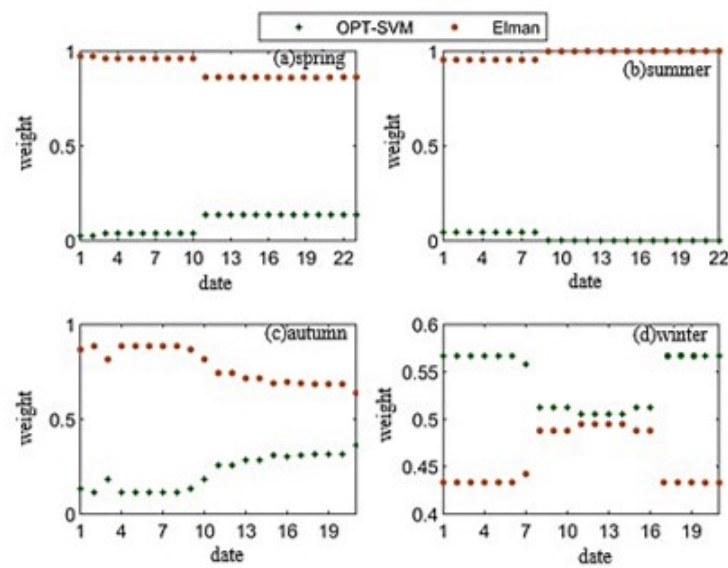 OPT-SVM Elman
1
(a)spring
weight
0.5
0
1 4 7 10 13 16 19 22
date
1
(b)summer
weight
0.5
0
1 4 7 10 13 16 19 22
date
1
(c)autumn
weight
0.5
0
1 4 7 10 13 16 19
date
0.6
(d)winter
0.55
weight
0.5
0.45
0.4
1 4 7 10 13 16 19
date